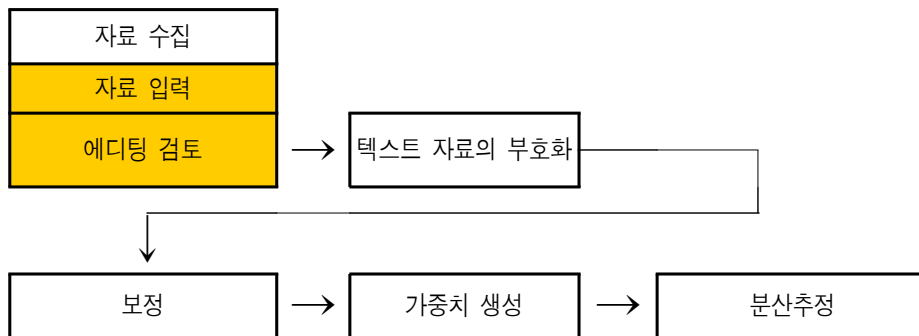 자료 수집
자료 입력
에디팅 검토
텍스트 자료의 부호화
보정
가중치 생성
분산추정